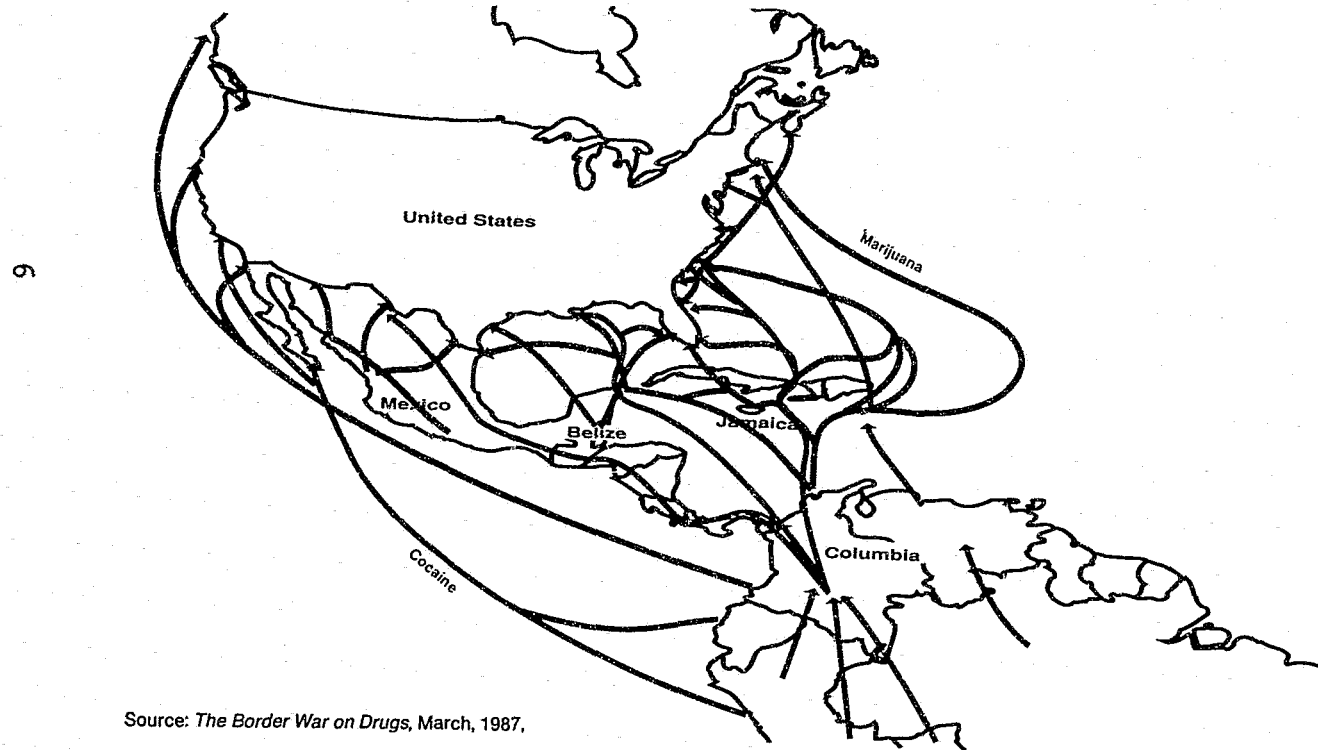 United States
Marijuana
6
Mexico
Belize
Jamaica
Columbia
Cocaine
Source: The Border War on Drugs, March, 1987,